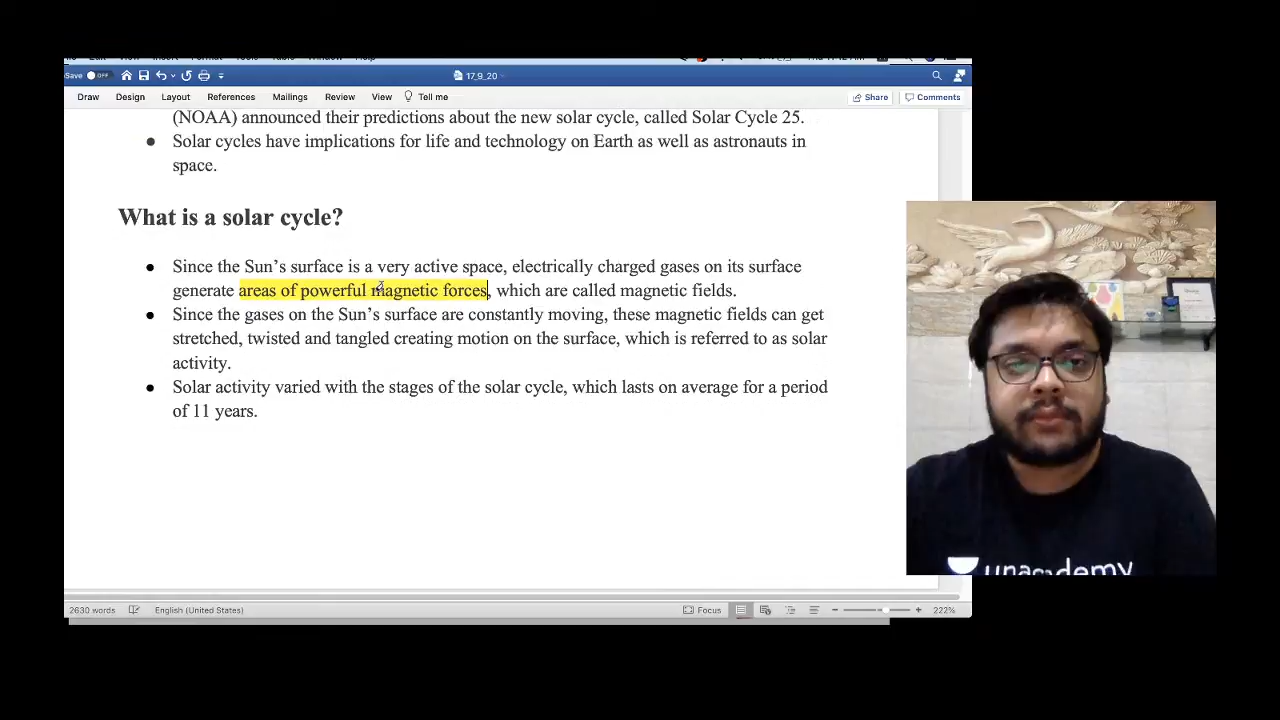 Save OFF
17_9_20
Draw Design Layout References Mailings Review View Tell me Share Comments
(NOAA) announced their predictions about the new solar cycle, called Solar Cycle 25.
● Solar cycles have implications for life and technology on Earth as well as astronauts in
space.
What is a solar cycle?
● Since the Sun’s surface is a very active space, electrically charged gases on its surface
generate areas of powerful magnetic forces, which are called magnetic fields.
● Since the gases on the Sun’s surface are constantly moving, these magnetic fields can get
stretched, twisted and tangled creating motion on the surface, which is referred to as solar
activity.
● Solar activity varied with the stages of the solar cycle, which lasts on average for a period
of 11 years.
unacademy
2630 words English (United States) Focus 222%